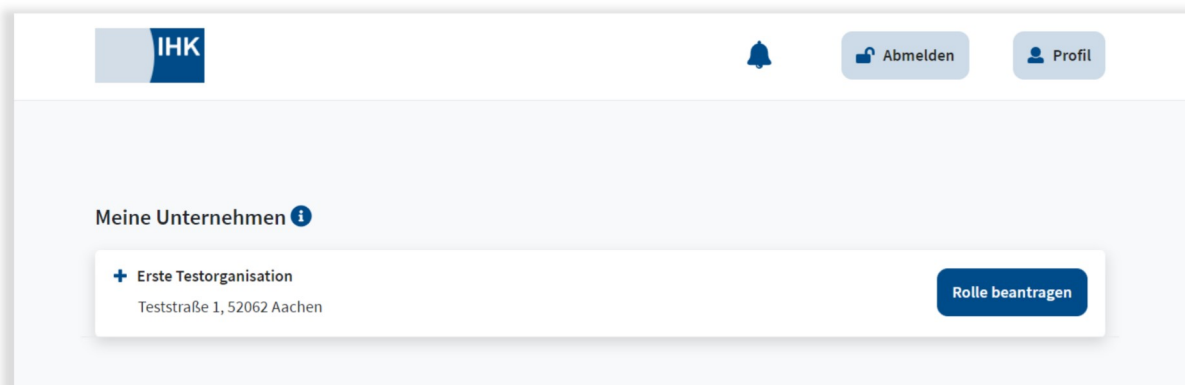 IHK
Abmelden
Profil
Meine Unternehmen
Erste Testorganisation
Teststraße 1, 52062 Aachen
Rolle beantragen